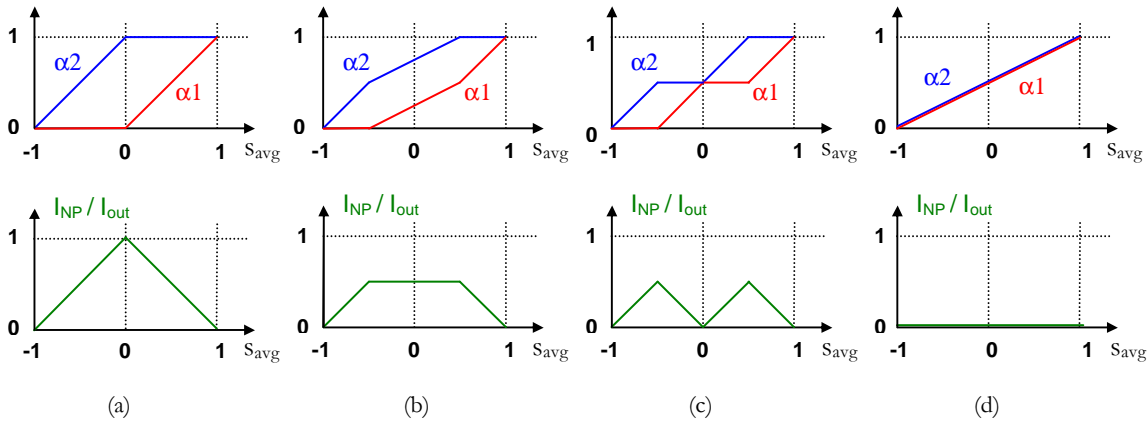 1
α2
α1
0
-1 0 1 s_avg
1
α2
α1
0
-1 0 1 s_avg
1
α2
α1
0
-1 0 1 s_avg
1
α2
α1
0
-1 0 1 s_avg
I_NP / I_out
1
0
-1 0 1 s_avg
I_NP / I_out
1
0
-1 0 1 s_avg
I_NP / I_out
1
0
-1 0 1 s_avg
I_NP / I_out
1
0
-1 0 1 s_avg
(a) (b) (c) (d)